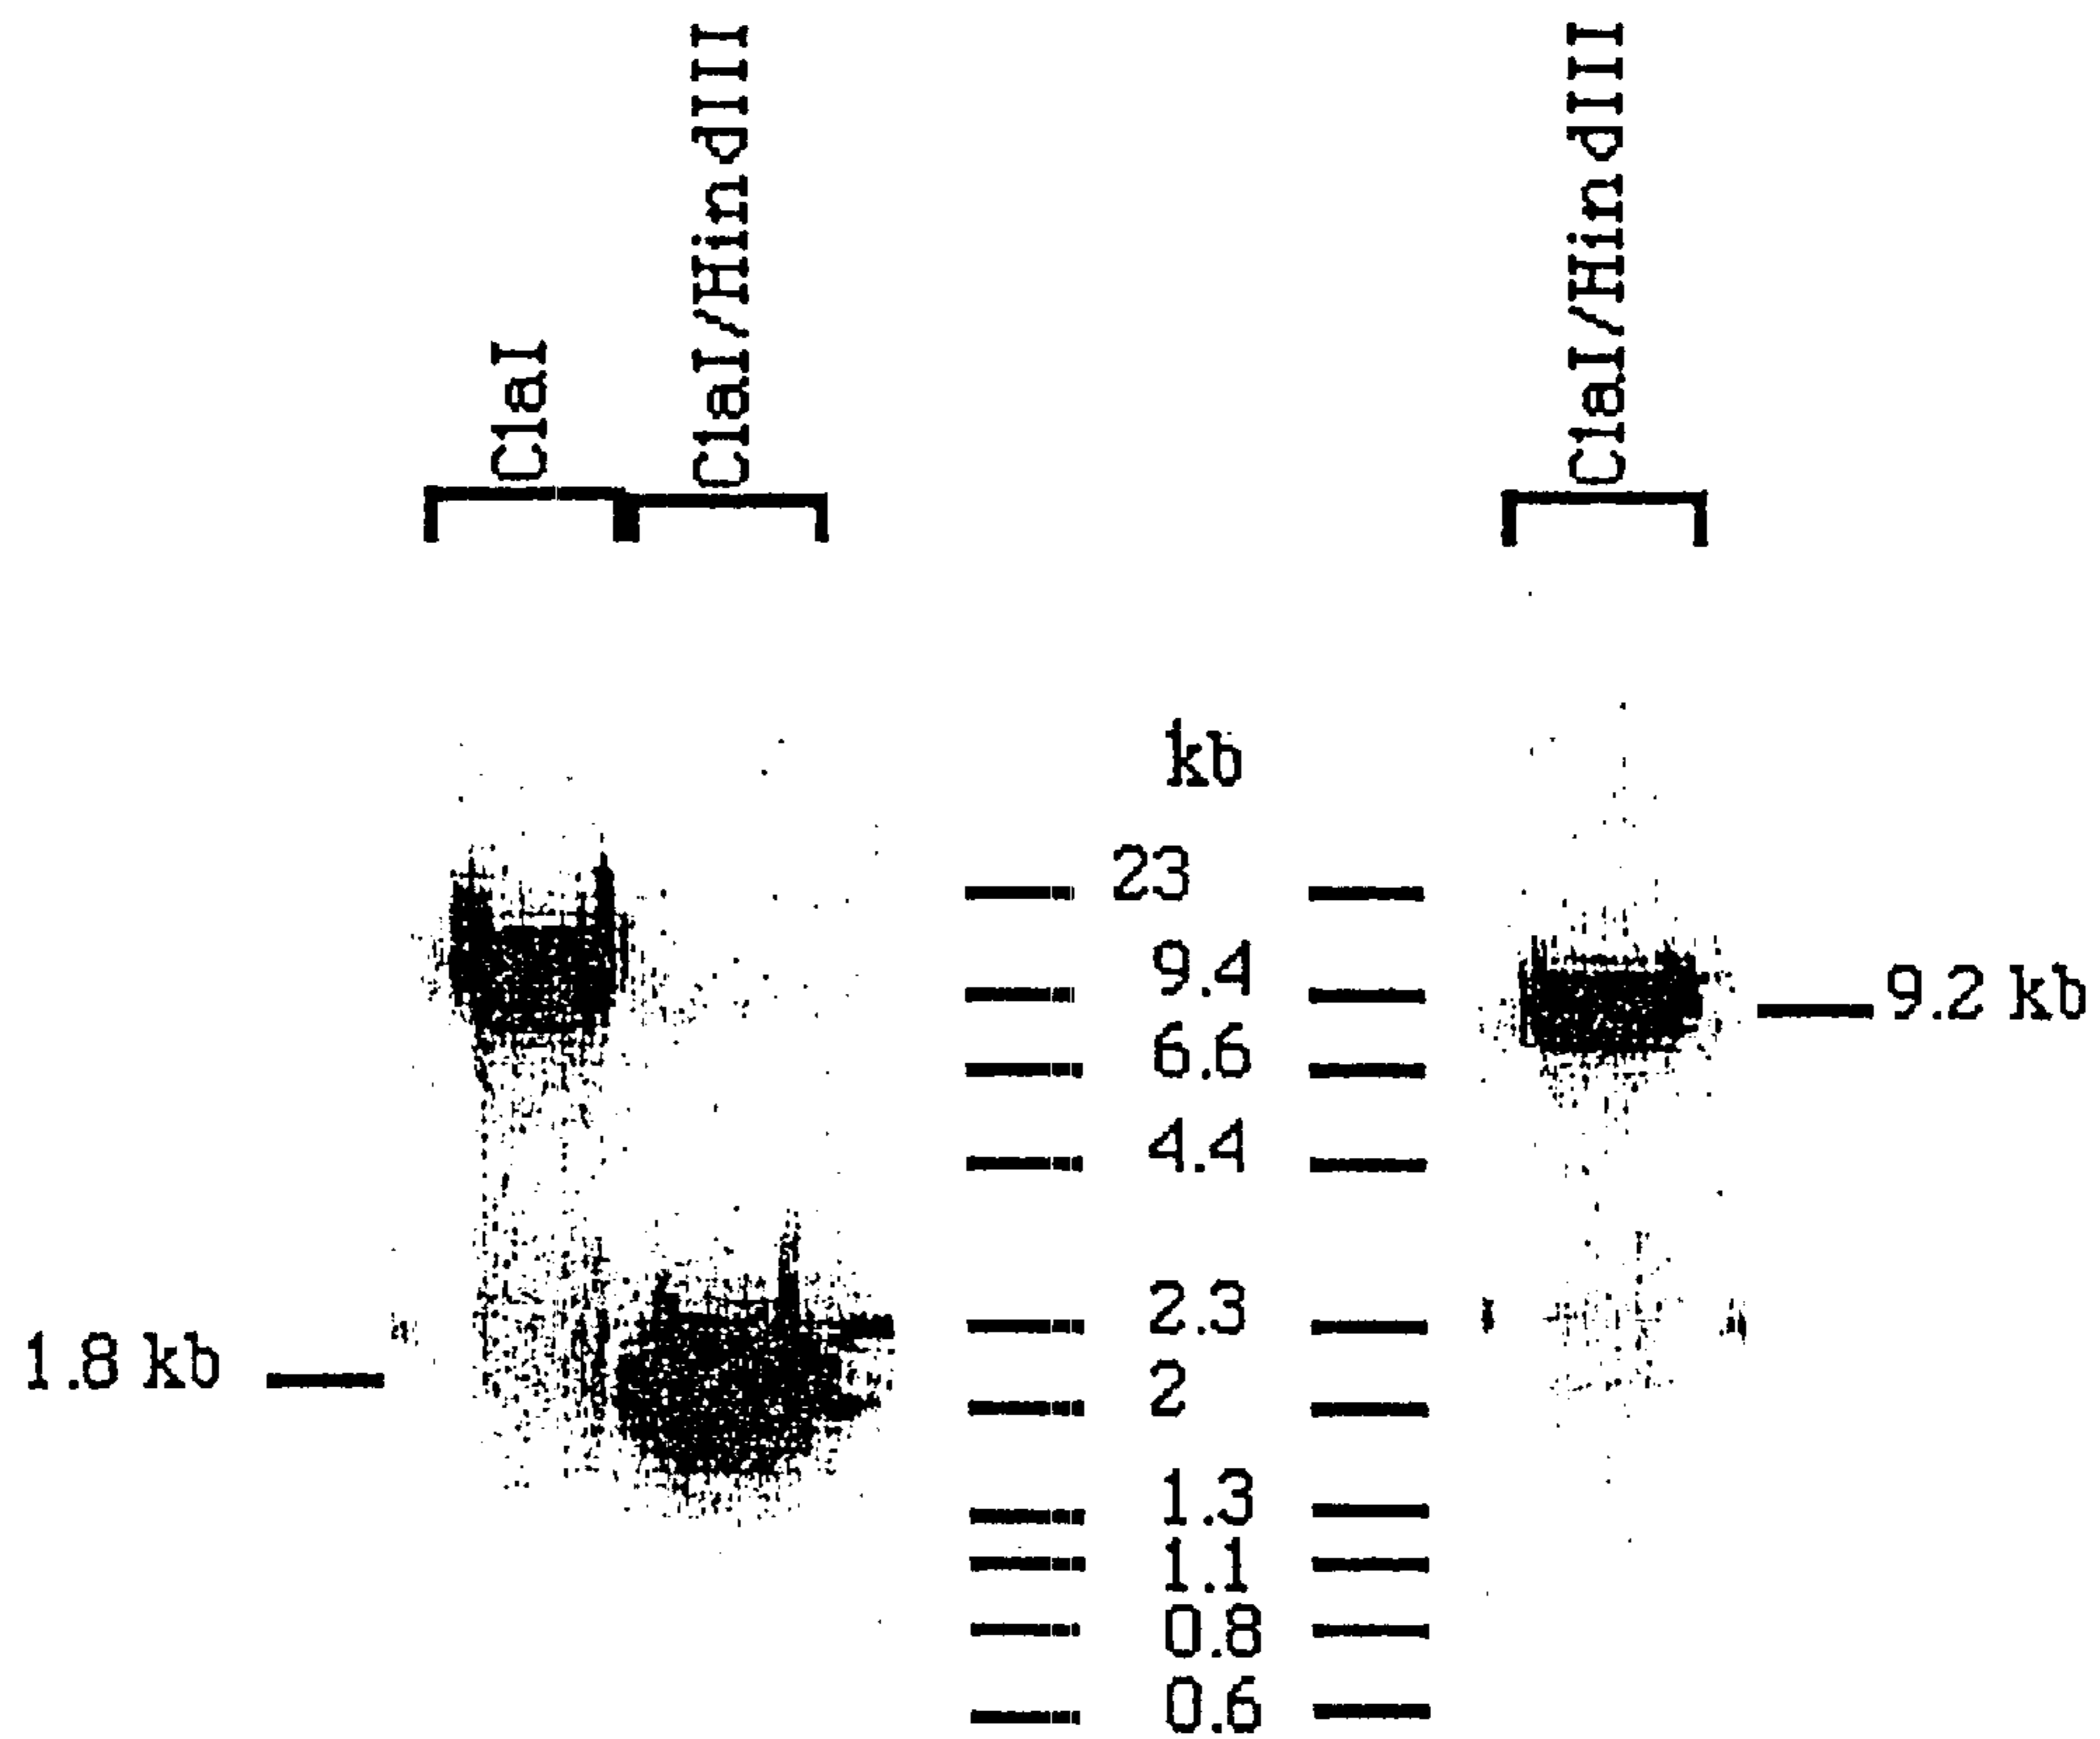 ClaI
ClaI/HindIII
ClaI/HindIII
kb
23
9.4
9.2 kb
6.6
4.4
2.3
1.8 kb
2
1.3
1.1
0.8
0.6